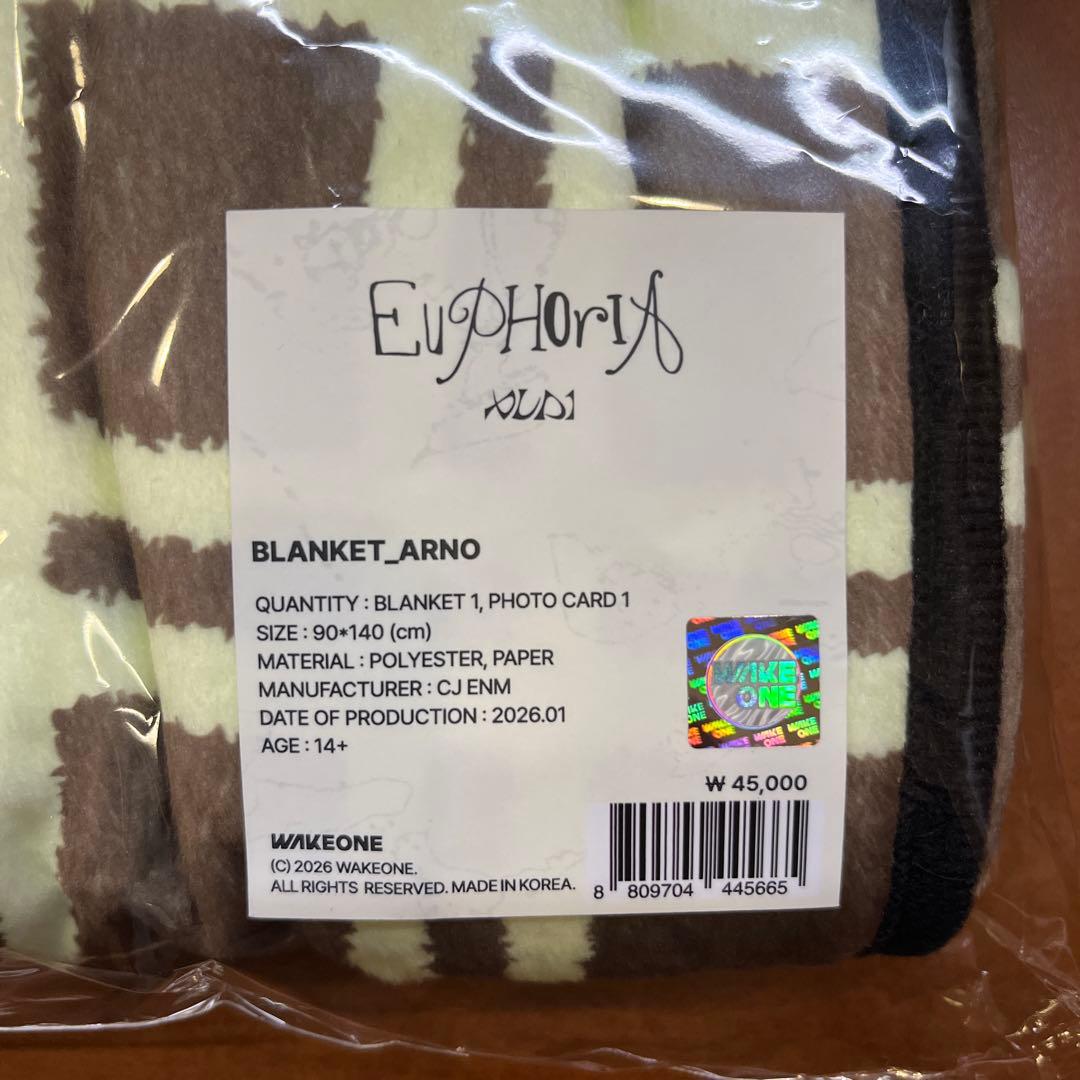 EUPHORIA
ALD1
BLANKET_ARNO
QUANTITY : BLANKET 1, PHOTO CARD 1
SIZE : 90*140 (cm)
MATERIAL : POLYESTER, PAPER
MANUFACTURER : CJ ENM
DATE OF PRODUCTION : 2026.01
AGE : 14+
WAKE
ONE
₩ 45,000
WAKEONE
(C) 2026 WAKEONE.
ALL RIGHTS RESERVED. MADE IN KOREA.
8 809704 445665